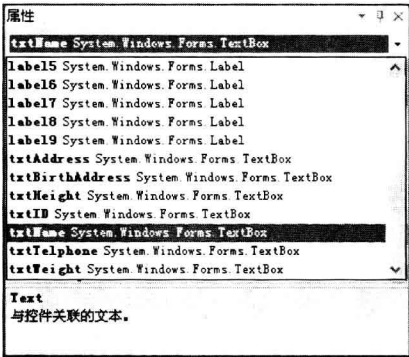 属性
txtName System.Windows.Forms.TextBox
label5 System.Windows.Forms.Label
label6 System.Windows.Forms.Label
label7 System.Windows.Forms.Label
label8 System.Windows.Forms.Label
label9 System.Windows.Forms.Label
txtAddress System.Windows.Forms.TextBox
txtBirthAddress System.Windows.Forms.TextBox
txtHeight System.Windows.Forms.TextBox
txtID System.Windows.Forms.TextBox
txtName System.Windows.Forms.TextBox
txtTelphone System.Windows.Forms.TextBox
txtWeight System.Windows.Forms.TextBox
Text
与控件关联的文本。